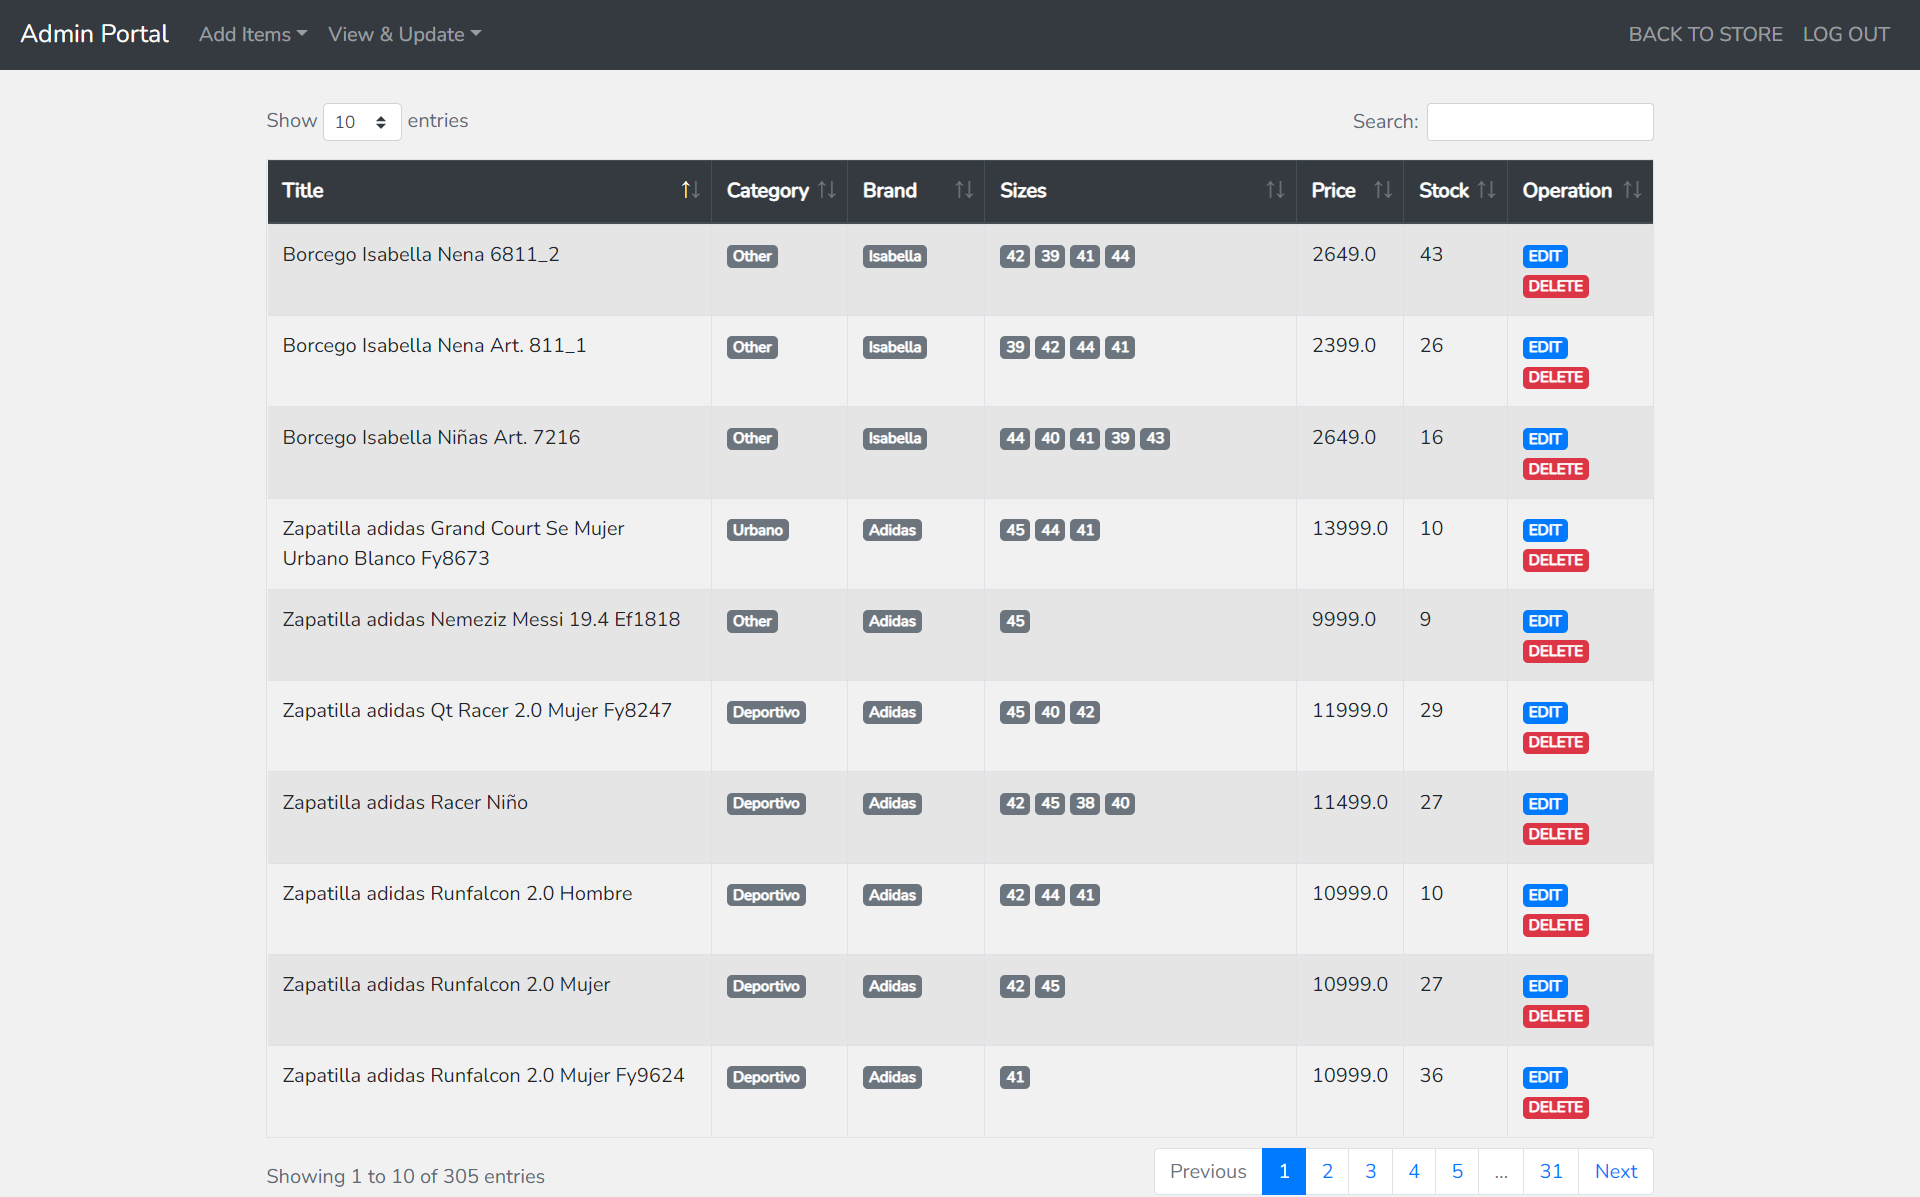 Admin Portal Add Items View & Update BACK TO STORE LOG OUT
Show 10 entries Search:
Title Category Brand Sizes Price Stock Operation
Borcego Isabella Nena 6811_2 Other Isabella 42 39 41 44 2649.0 43 EDIT
DELETE
Borcego Isabella Nena Art. 811_1 Other Isabella 39 42 44 41 2399.0 26 EDIT
DELETE
Borcego Isabella Niñas Art. 7216 Other Isabella 44 40 41 39 43 2649.0 16 EDIT
DELETE
Zapatilla adidas Grand Court Se Mujer Urbano Adidas 45 44 41 13999.0 10 EDIT
Urbano Blanco Fy8673 DELETE
Zapatilla adidas Nemeziz Messi 19.4 Ef1818 Other Adidas 45 9999.0 9 EDIT
DELETE
Zapatilla adidas Qt Racer 2.0 Mujer Fy8247 Deportivo Adidas 45 40 42 11999.0 29 EDIT
DELETE
Zapatilla adidas Racer Niño Deportivo Adidas 42 45 38 40 11499.0 27 EDIT
DELETE
Zapatilla adidas Runfalcon 2.0 Hombre Deportivo Adidas 42 44 41 10999.0 10 EDIT
DELETE
Zapatilla adidas Runfalcon 2.0 Mujer Deportivo Adidas 42 45 10999.0 27 EDIT
DELETE
Zapatilla adidas Runfalcon 2.0 Mujer Fy9624 Deportivo Adidas 41 10999.0 36 EDIT
DELETE
Showing 1 to 10 of 305 entries Previous 1 2 3 4 5 ... 31 Next